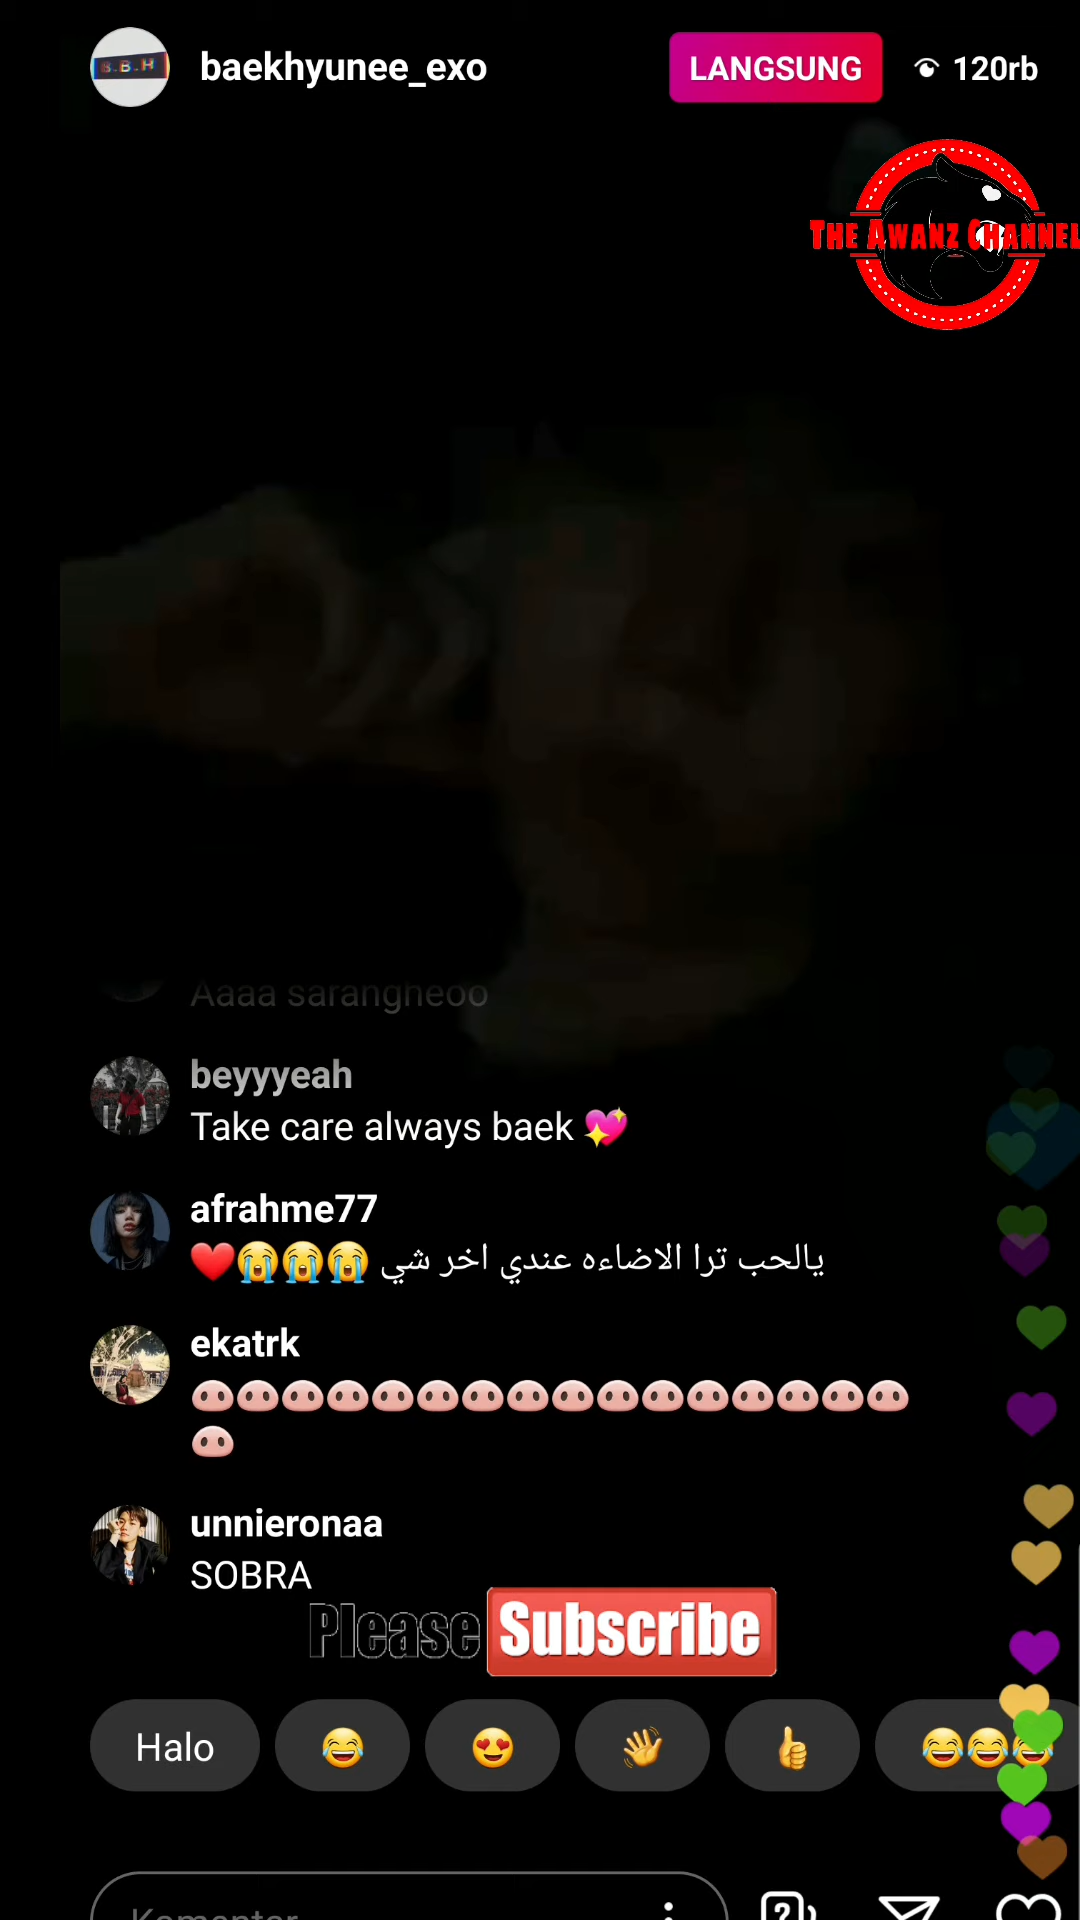 B.B.H
baekhyunee_exo
LANGSUNG
120rb
THE AWANZ CHANNEL
Aaaa sarangheoo
beyyyeah
Take care always baek 💖
afrahme77
يالحب ترا الاضاءه عندي اخر شي 😭😭😭❤️
ekatrk
🐽🐽🐽🐽🐽🐽🐽🐽🐽🐽🐽🐽🐽🐽🐽🐽
🐽
unnieronaa
SOBRA
Please Subscribe
Halo 😂 😍 👋 👍 😂😂😂
Komentar